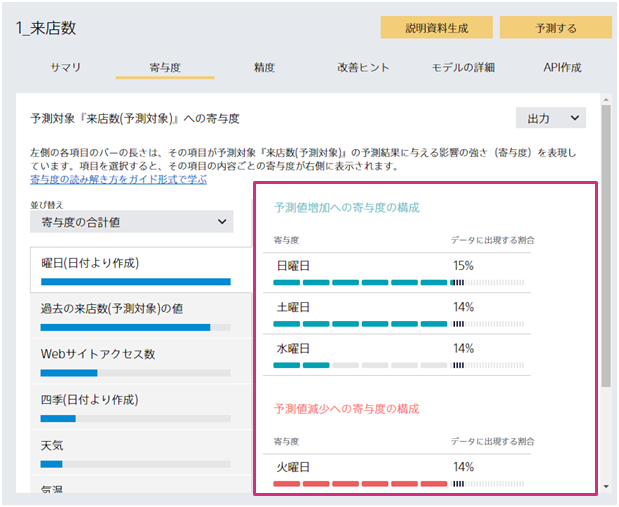 1_来店数
説明資料生成
予測する
サマリ
寄与度
精度
改善ヒント
モデルの詳細
API作成
予測対象『来店数(予測対象)』への寄与度
出力
左側の各項目のバーの長さは、その項目が予測対象『来店数(予測対象)』の予測結果に与える影響の強さ（寄与度）を表現し
ています。項目を選択すると、その項目の内容ごとの寄与度が右側に表示されます。
寄与度の読み解き方をガイド形式で学ぶ
並び替え
寄与度の合計値
曜日(日付より作成)
過去の来店数(予測対象)の値
Webサイトアクセス数
四季(日付より作成)
天気
気温
予測値増加への寄与度の構成
寄与度
データに出現する割合
日曜日
15%
土曜日
14%
水曜日
14%
予測値減少への寄与度の構成
寄与度
データに出現する割合
火曜日
14%